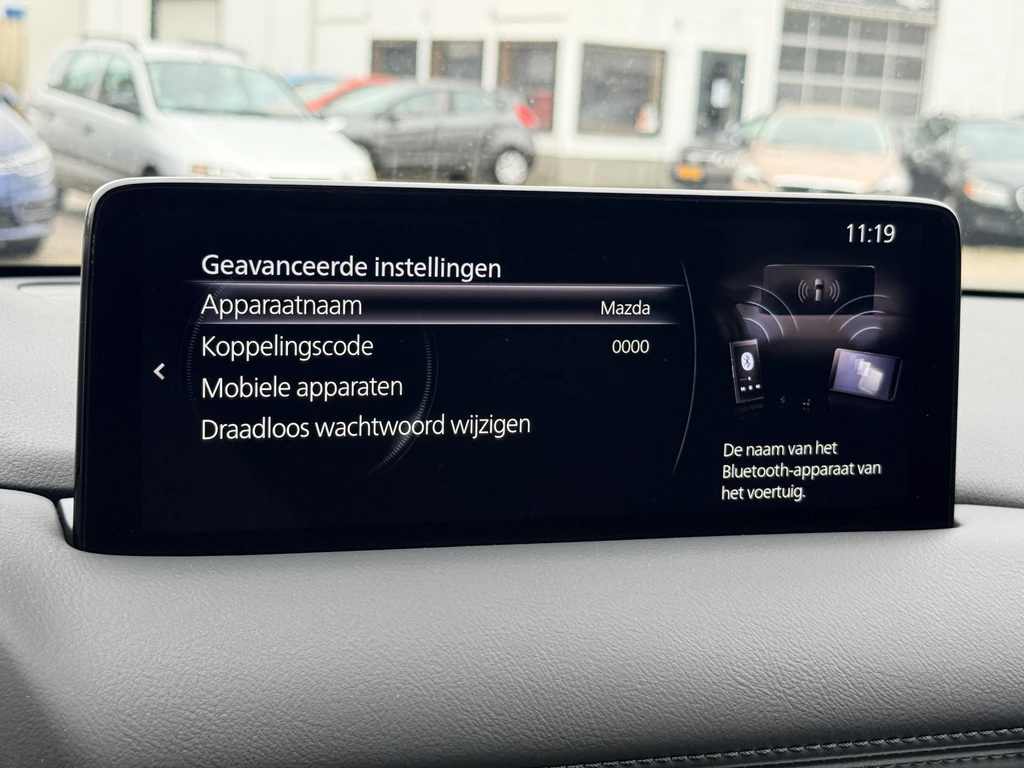 11:19
Geavanceerde instellingen
Apparaatnaam Mazda
Koppelingscode 0000
Mobiele apparaten
Draadloos wachtwoord wijzigen
De naam van het
Bluetooth-apparaat van
het voertuig.